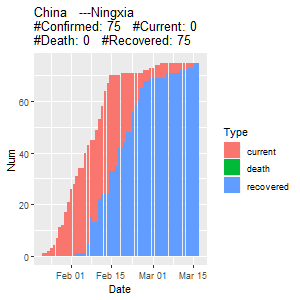 China   ---Ningxia
#Confirmed: 75   #Current: 0
#Death: 0   #Recovered: 75
Num
60
40
20
0
Feb 01
Feb 15
Mar 01
Mar 15
Date
Type
current
death
recovered